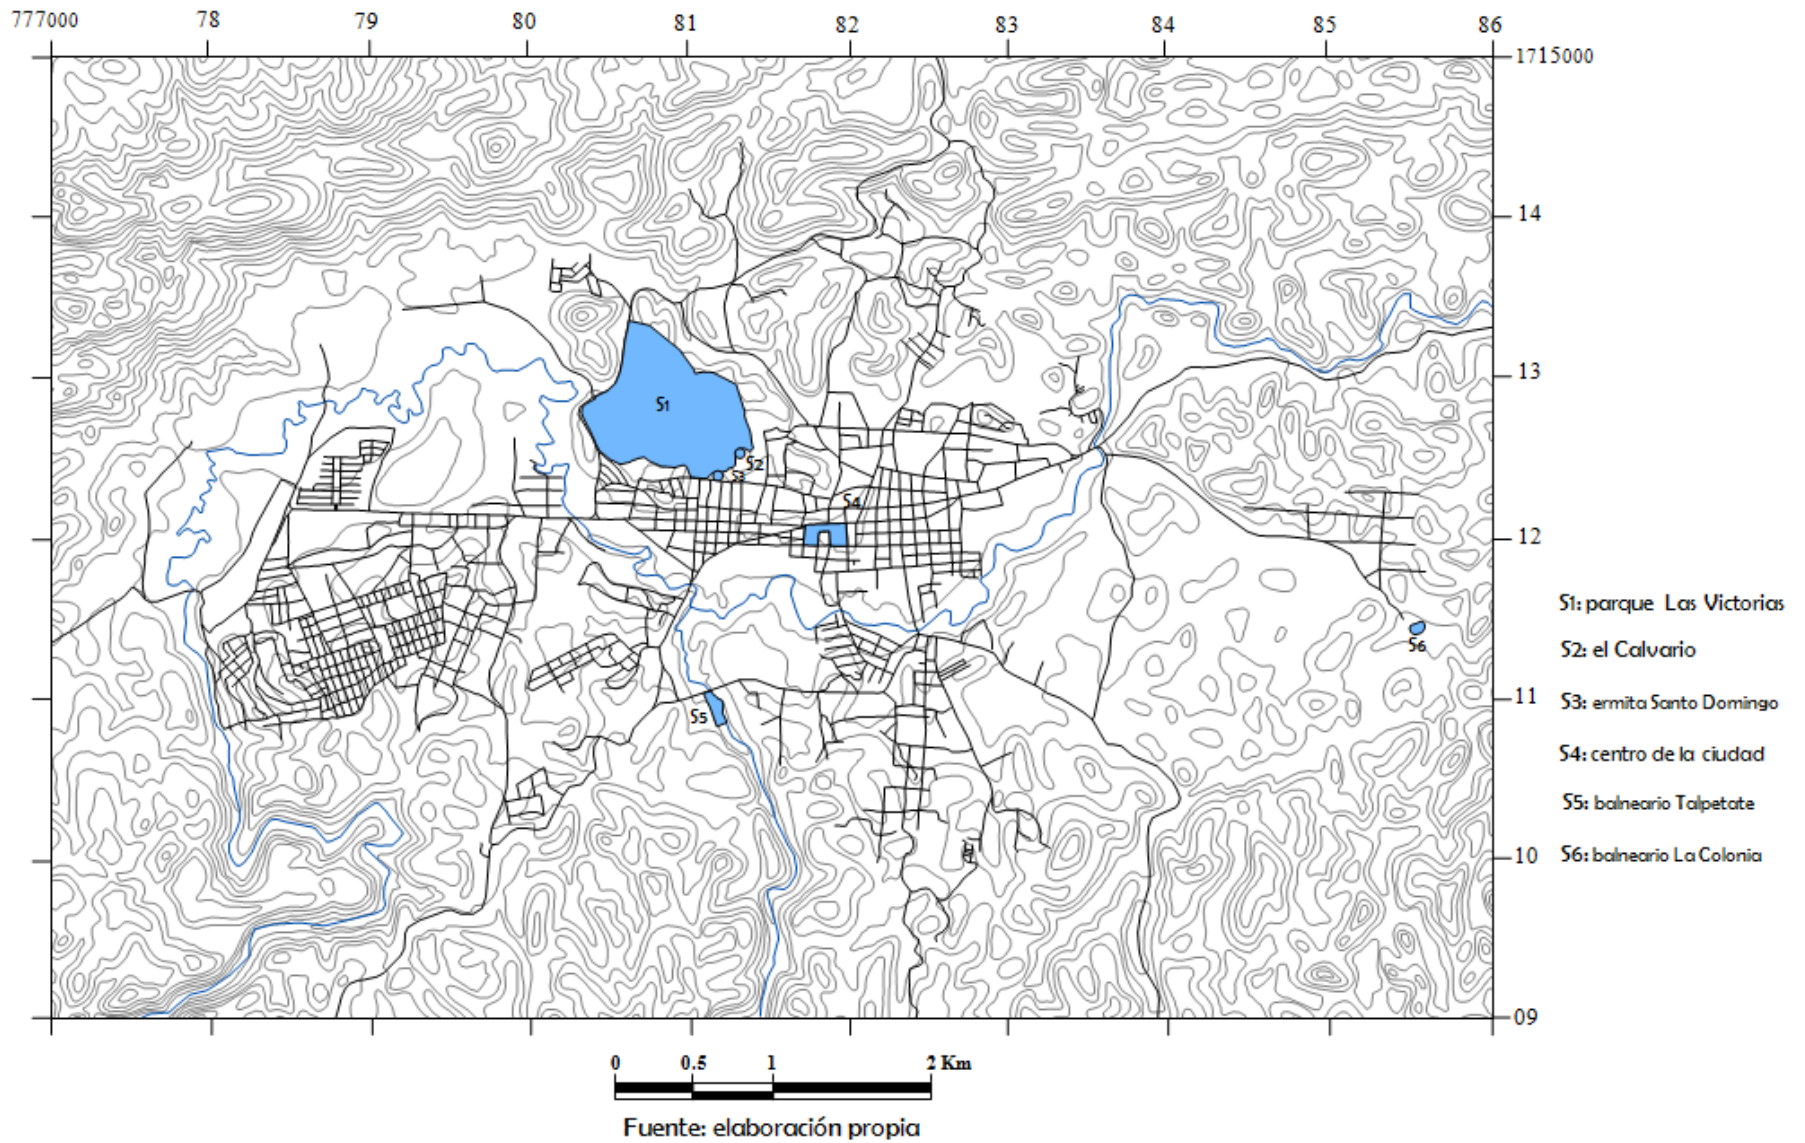 777000 78 79 80 81 82 83 84 85 86
1715000
14
13
12
11
10
09
S1
S2
S3
S4
S5
S6
S1: parque Las Victorias
S2: el Calvario
S3: ermita Santo Domingo
S4: centro de la ciudad
S5: balneario Talpetate
S6: balneario La Colonia
0 0.5 1 2 Km
Fuente: elaboración propia